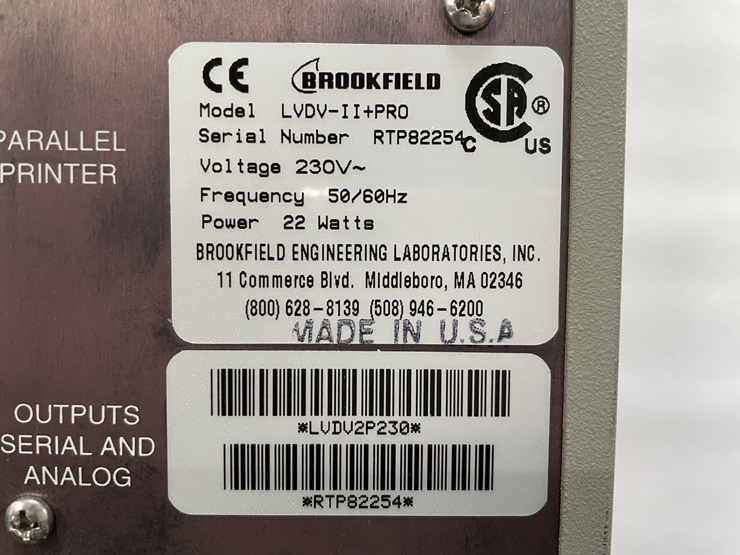 CE BROOKFIELD
Model LVDV-II+PRO
Serial Number RTP82254
SA ®
C US
Voltage 230V~
Frequency 50/60Hz
Power 22 Watts
BROOKFIELD ENGINEERING LABORATORIES, INC.
11 Commerce Blvd. Middleboro, MA 02346
(800) 628-8139 (508) 946-6200
MADE IN U.S.A
PARALLEL
PRINTER
*LVDV2P230*
*RTP82254*
OUTPUTS
SERIAL AND
ANALOG